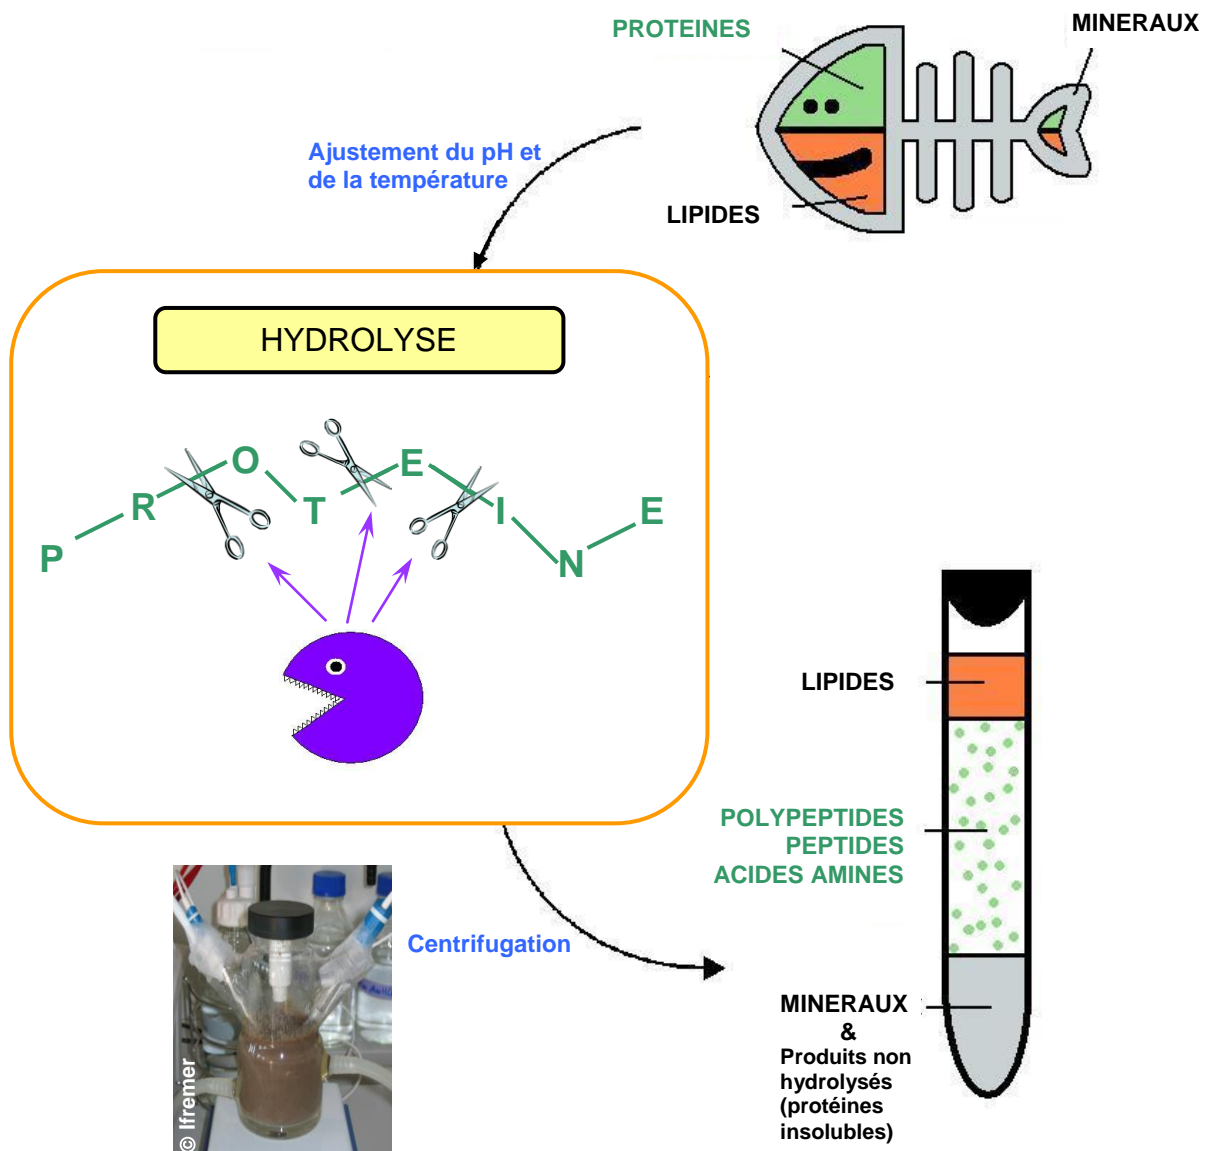 PROTEINES
MINERAUX
Ajustement du pH et
de la température
LIPIDES
HYDROLYSE
P R O T E I N E
LIPIDES
POLYPEPTIDES
PEPTIDES
ACIDES AMINES
Centrifugation
MINERAUX
&
Produits non
hydrolysés
(protéines
insolubles)
© Ifremer